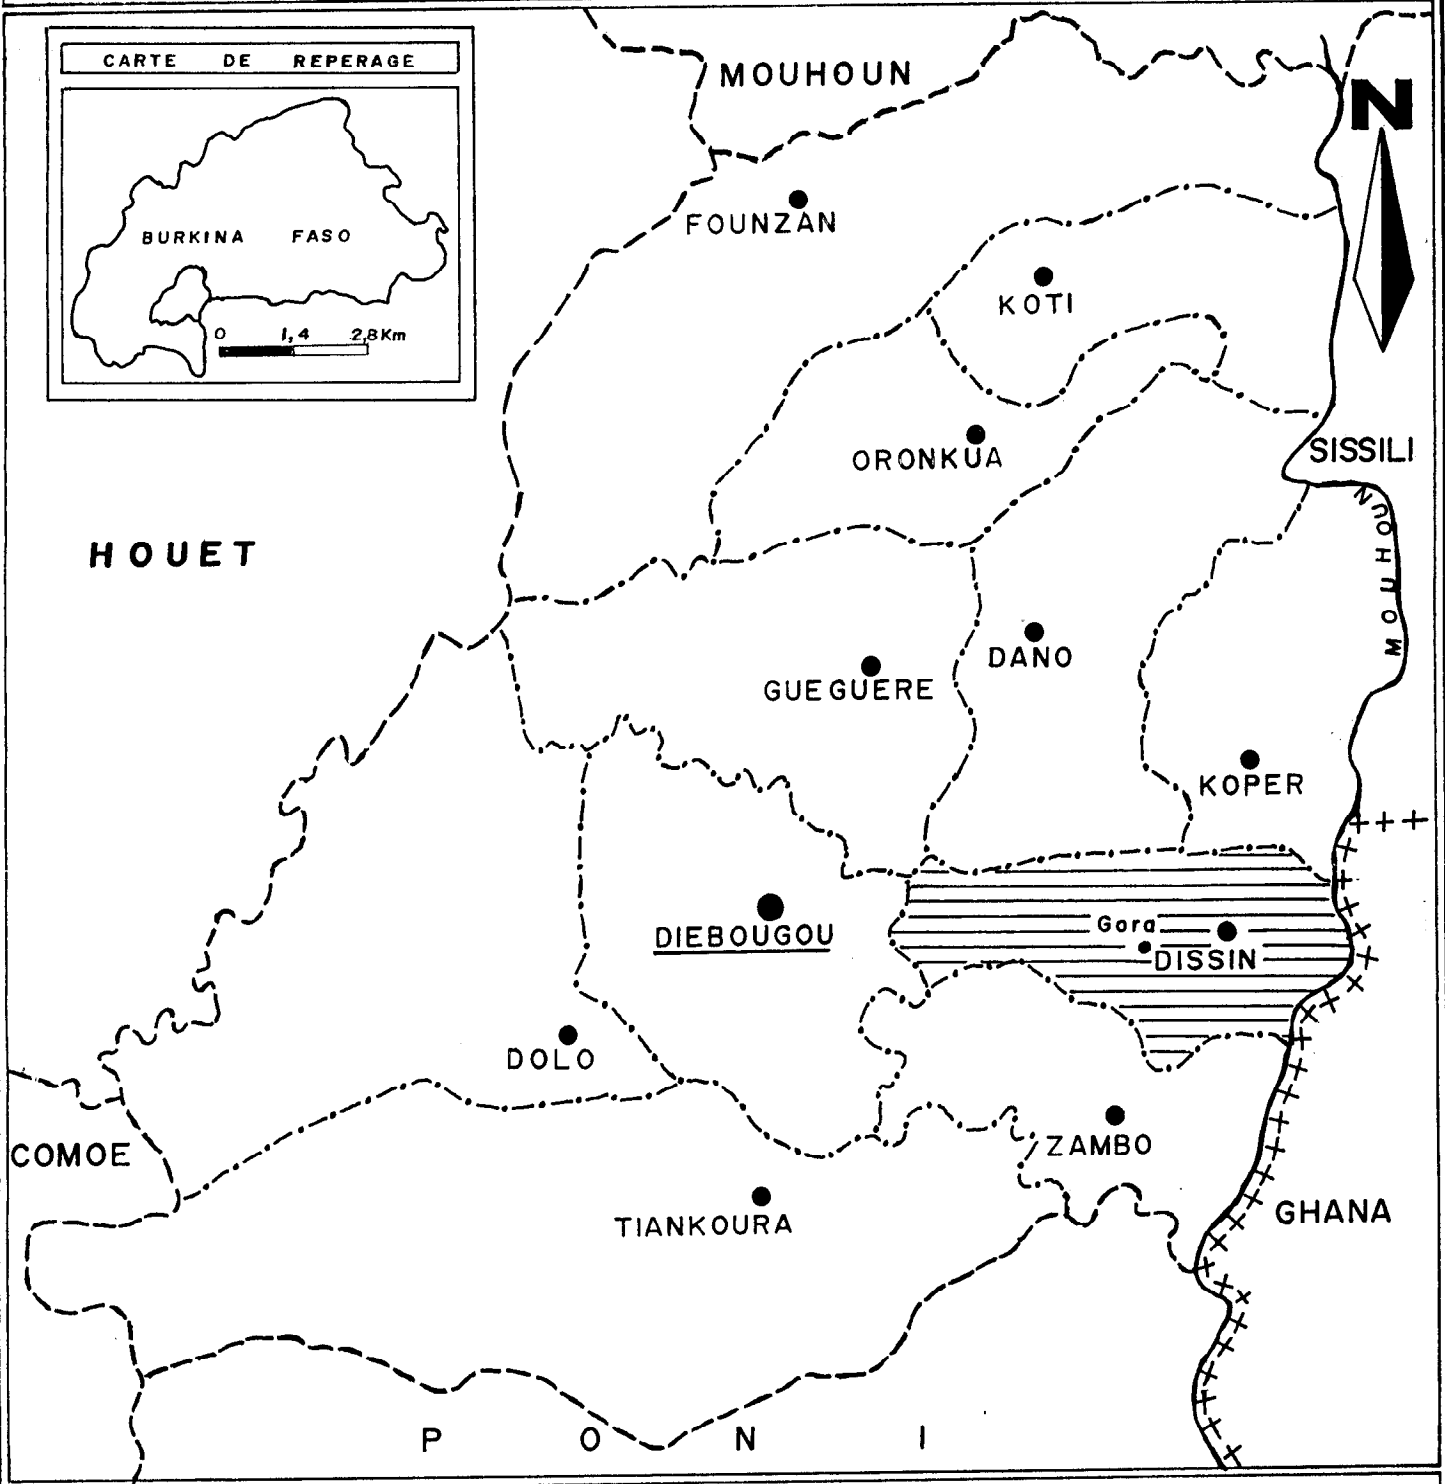 CARTE DE REPERAGE
BURKINA FASO
0 1,4 2,8Km
MOUHOUN
N
FOUNZAN
KOTI
ORONKUA
SISSILI
HOUET
MOUHOUN
DANO
GUEGUERE
KOPER
Gora
DIEBOUGOU
DISSIN
DOLO
COMOE
ZAMBO
TIANKOURA
GHANA
PONI